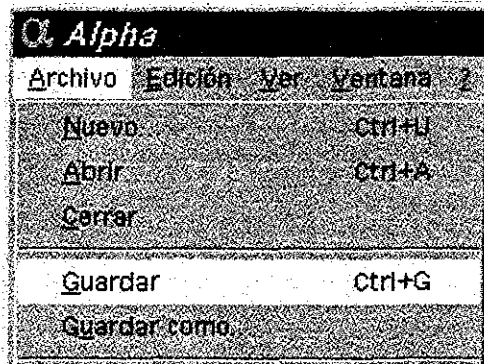 α Alpha
Archivo Edición Ver Ventana ?
Nuevo Ctrl+U
Abrir Ctrl+A
Cerrar
Guardar Ctrl+G
Guardar como...